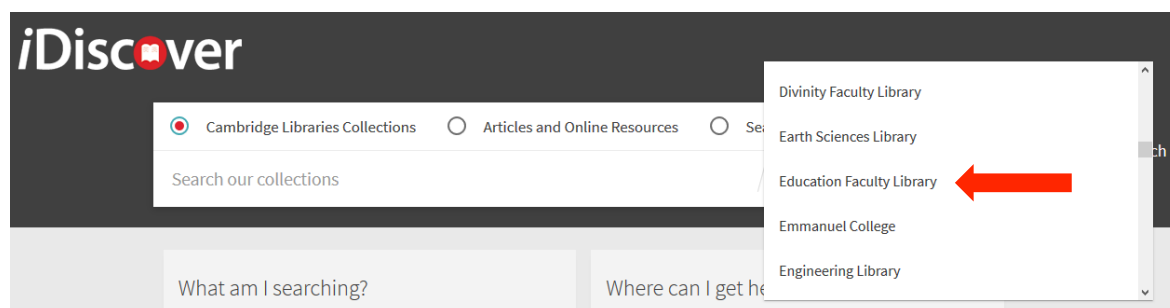 iDiscover
Divinity Faculty Library
Cambridge Libraries Collections Articles and Online Resources
Earth Sciences Library
Search our collections
Education Faculty Library
Emmanuel College
What am I searching?
Where can I get
Engineering Library